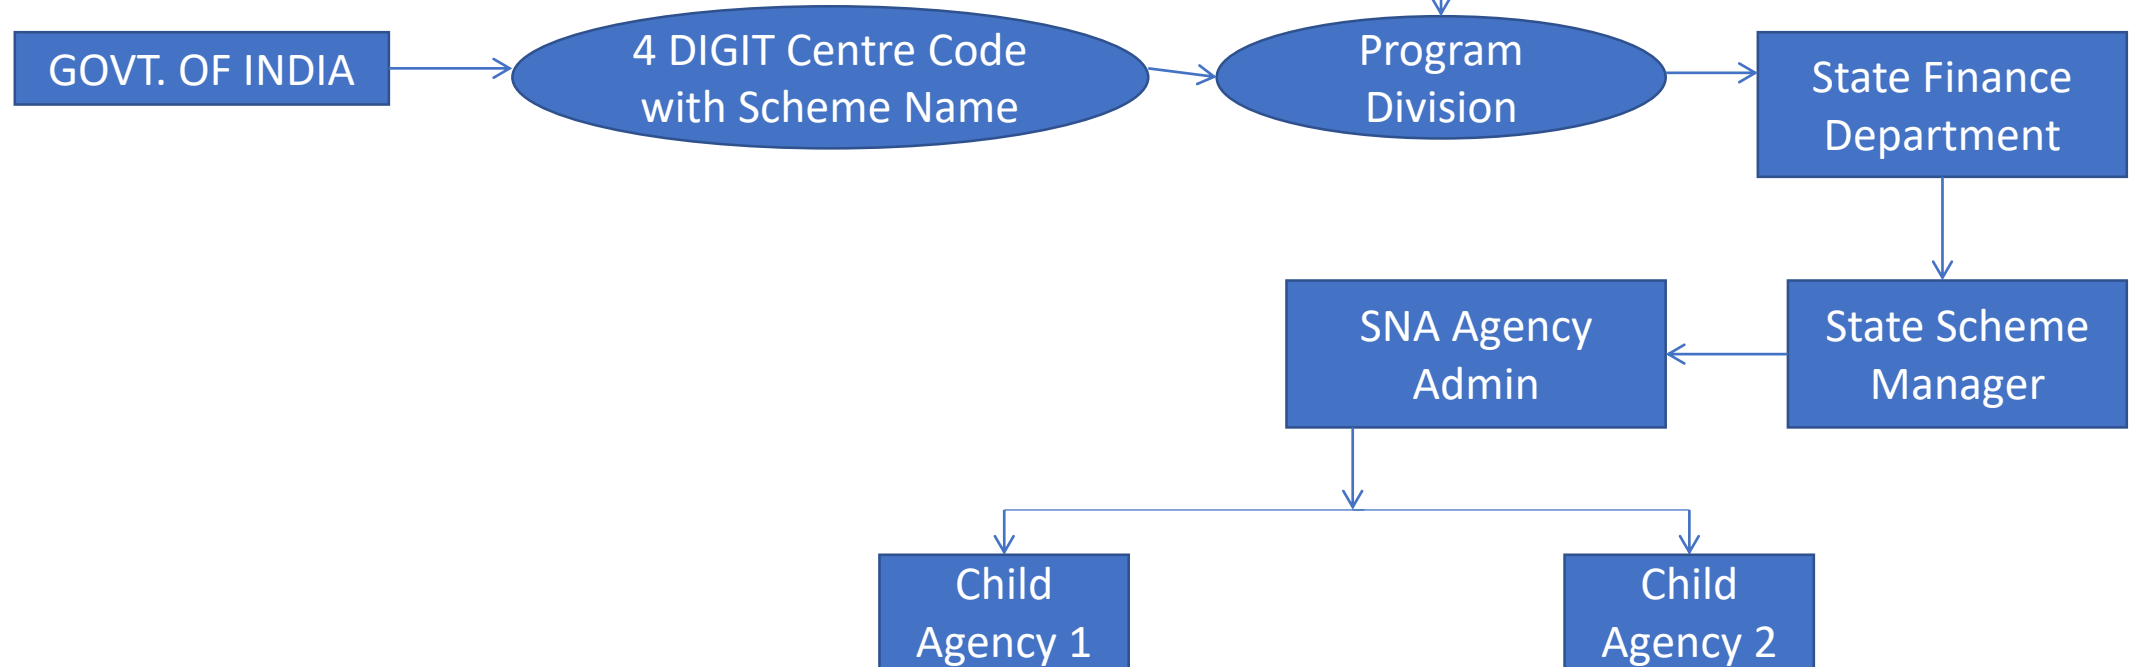 GOVT. OF INDIA
4 DIGIT Centre Code
with Scheme Name
Program
Division
State Finance
Department
State Scheme
Manager
SNA Agency
Admin
Child
Agency 1
Child
Agency 2